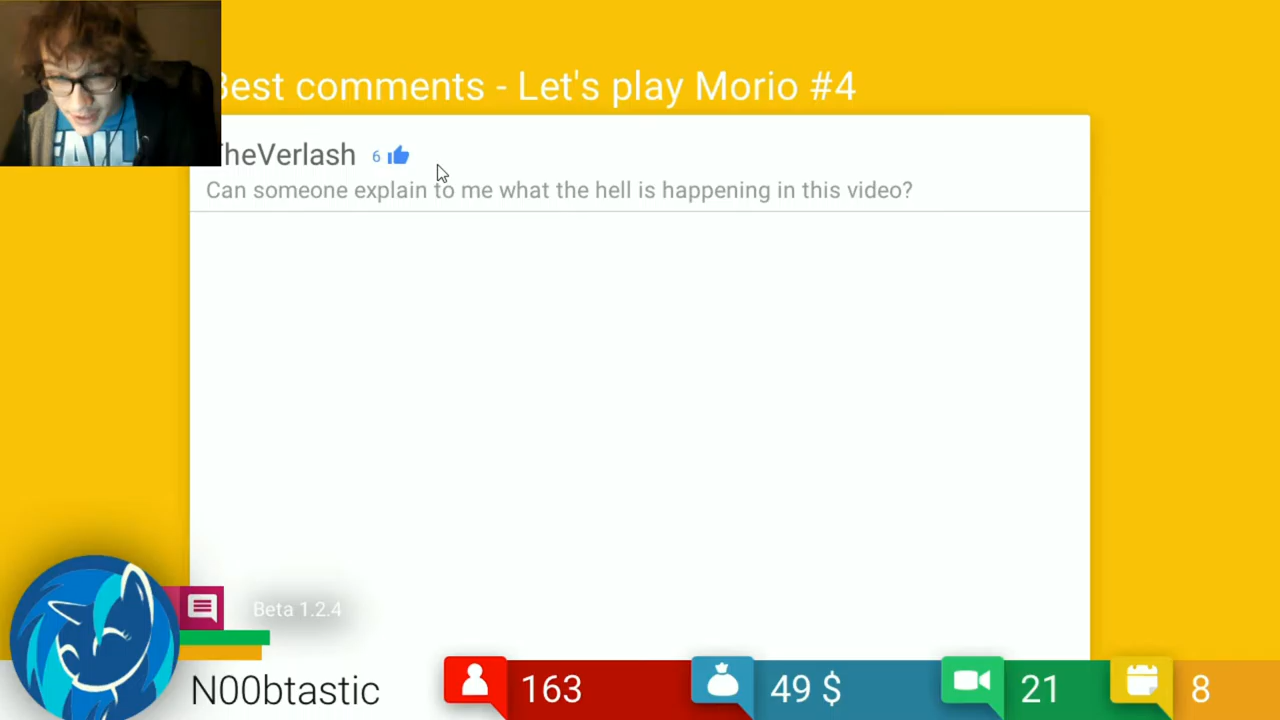 Best comments - Let's play Morio #4
TheVerlash 6
Can someone explain to me what the hell is happening in this video?
FAIL
Beta 1.2.4
N00btastic 163 49 $ 21 8